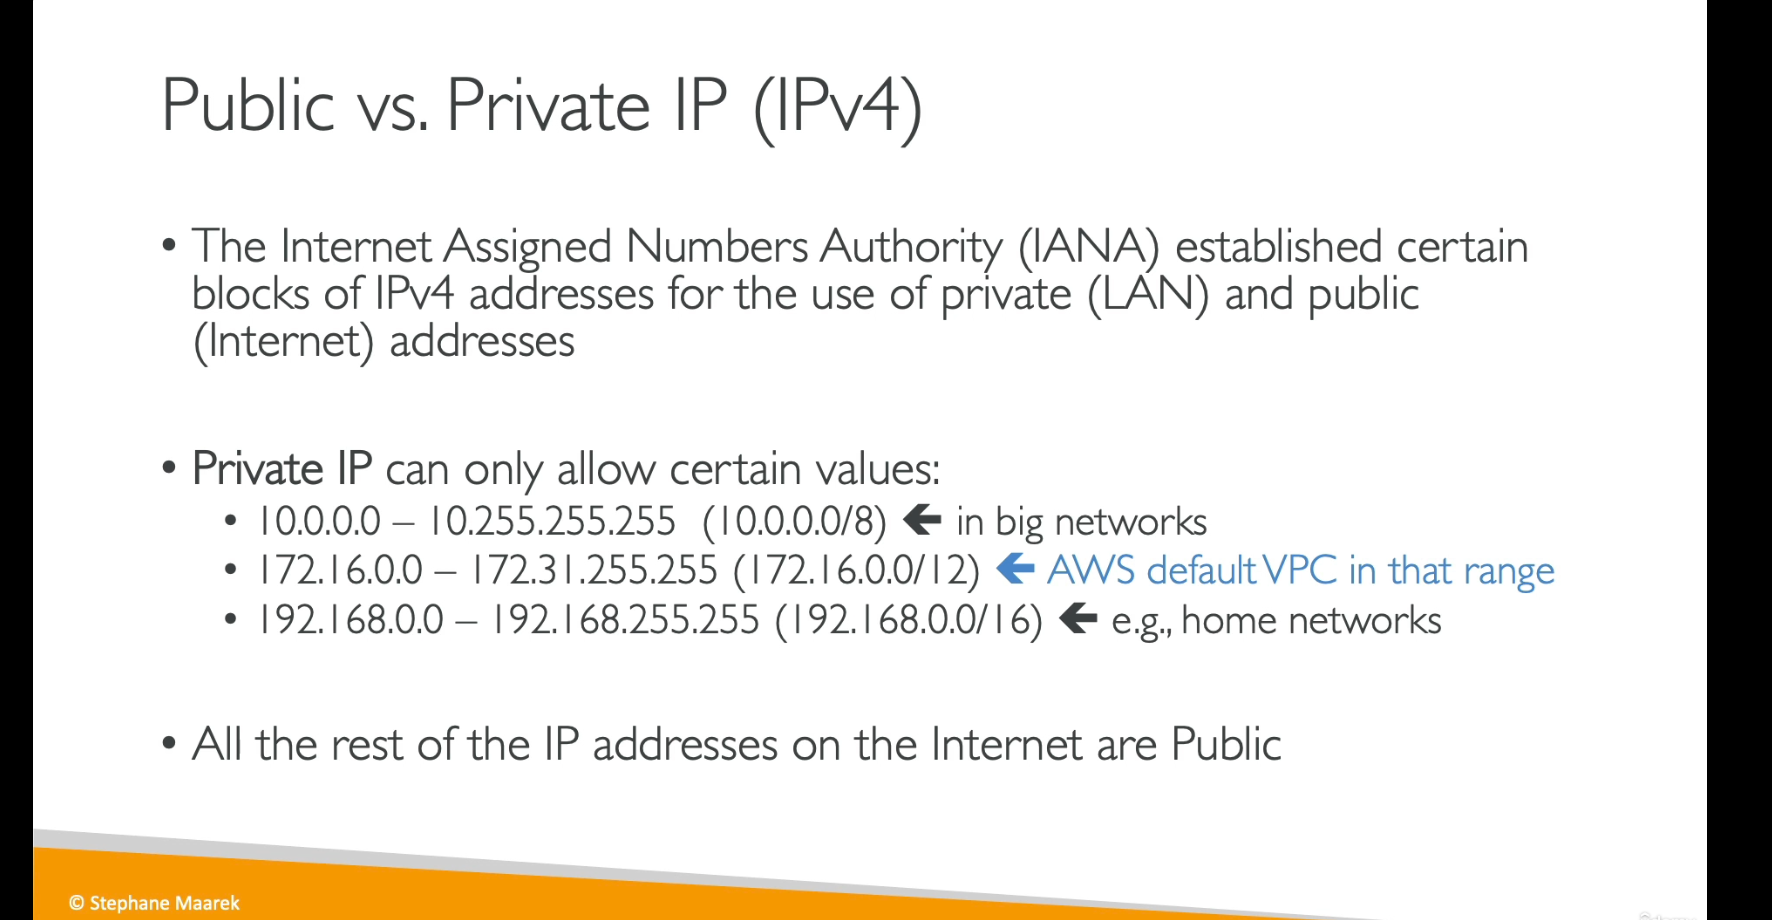 Public vs. Private IP (IPv4)
• The Internet Assigned Numbers Authority (IANA) established certain
blocks of IPv4 addresses for the use of private (LAN) and public
(Internet) addresses
• Private IP can only allow certain values:
• 10.0.0.0 – 10.255.255.255 (10.0.0.0/8) 🡸 in big networks
• 172.16.0.0 – 172.31.255.255 (172.16.0.0/12) 🡸 AWS default VPC in that range
• 192.168.0.0 – 192.168.255.255 (192.168.0.0/16) 🡸 e.g., home networks
• All the rest of the IP addresses on the Internet are Public
© Stephane Maarek